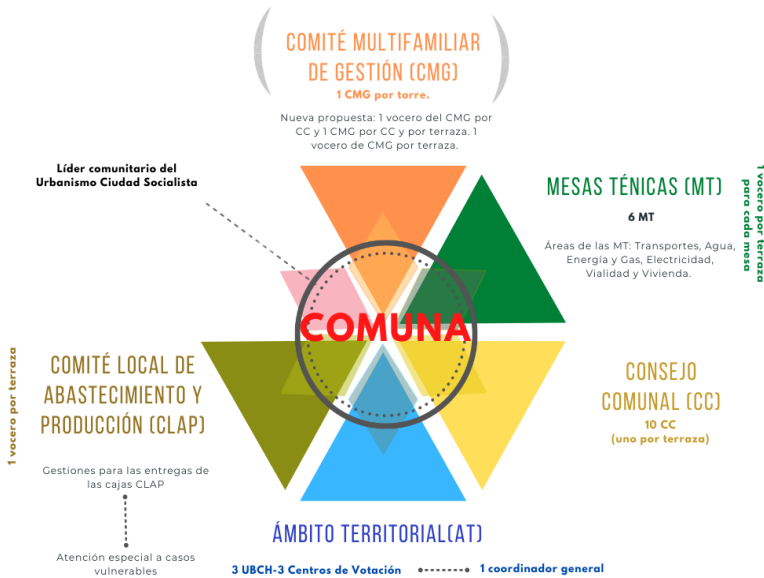 COMITÉ MULTIFAMILIAR
DE GESTIÓN (CMG)
1 CMG por torre.
Nueva propuesta: 1 vocero del CMG por
CC y 1 CMG por CC y por terraza. 1
vocero de CMG por terraza.
Líder comunitario del
Urbanismo Ciudad Socialista
MESAS TÉNICAS (MT)
6 MT
Áreas de las MT: Transportes, Agua,
Energía y Gas, Electricidad,
Vialidad y Vivienda.
1 vocero por terraza
para cada mesa
COMUNA
1 vocero por terraza
COMITÉ LOCAL DE
ABASTECIMIENTO Y
PRODUCCIÓN (CLAP)
Gestiones para las entregas de
las cajas CLAP
Atención especial a casos
vulnerables
CONSEJO
COMUNAL (CC)
10 CC
(uno por terraza)
ÁMBITO TERRITORIAL(AT)
3 UBCH-3 Centros de Votación
1 coordinador general